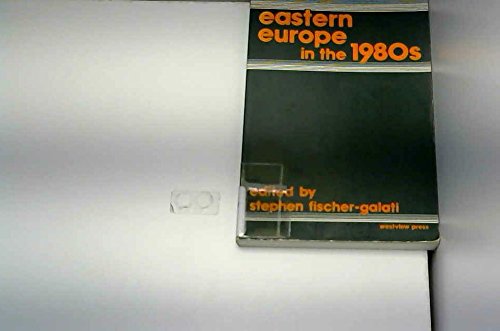 eastern
europe
in the 1980s
edited by
stephen fischer-galati
westview press